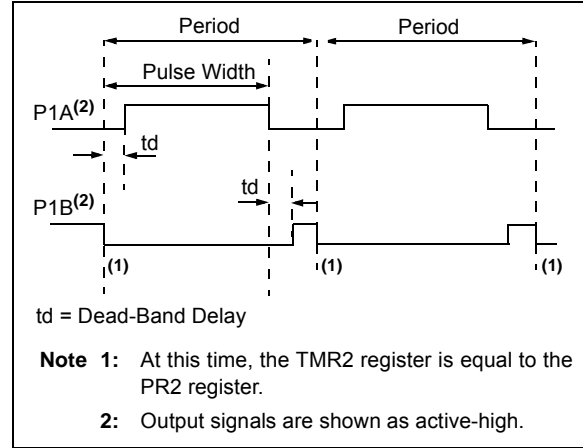 Period
Period
Pulse Width
P1A(2)
td
td
P1B(2)
(1)
(1)
(1)
td = Dead-Band Delay
Note 1: At this time, the TMR2 register is equal to the
PR2 register.
2: Output signals are shown as active-high.